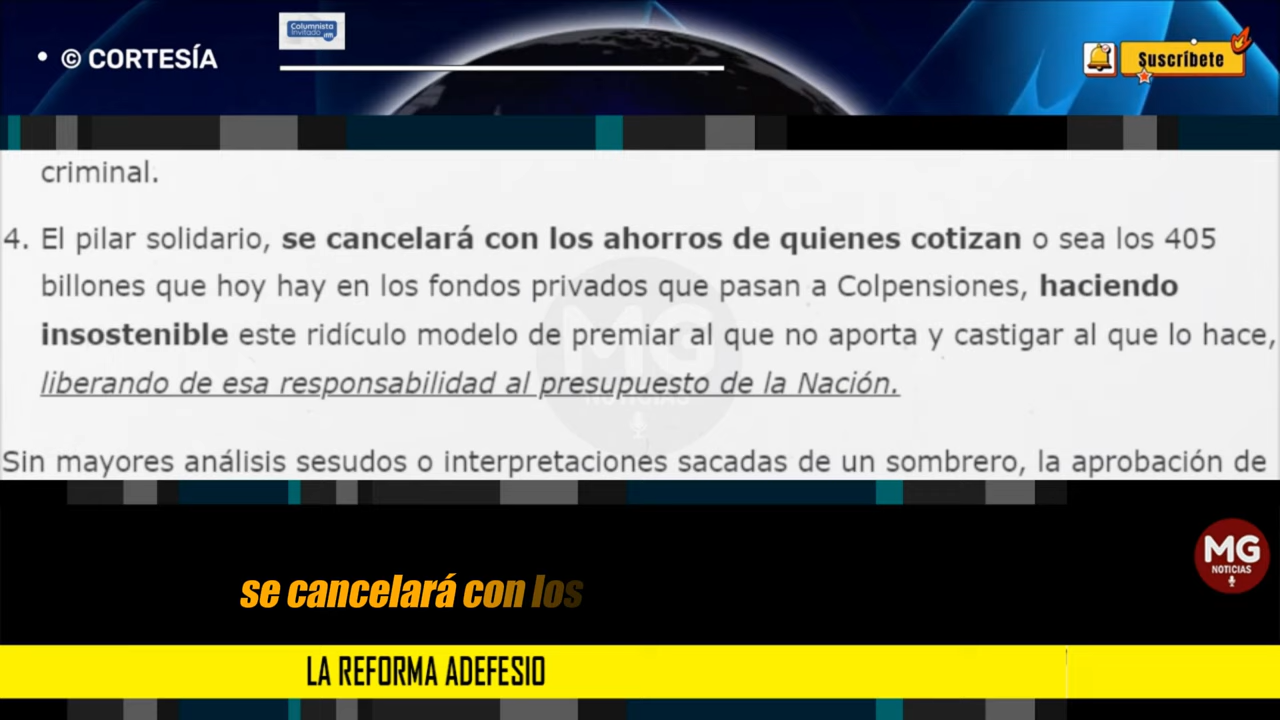 • © CORTESÍA
Columnista
Invitado
Suscríbete
criminal.
4. El pilar solidario, se cancelará con los ahorros de quienes cotizan o sea los 405
billones que hoy hay en los fondos privados que pasan a Colpensiones, haciendo
insostenible este ridículo modelo de premiar al que no aporta y castigar al que lo hace,
liberando de esa responsabilidad al presupuesto de la Nación.
Sin mayores análisis sesudos o interpretaciones sacadas de un sombrero, la aprobación de
MG
NOTICIAS
se cancelará con los
MG
NOTICIAS
LA REFORMA ADEFESIO